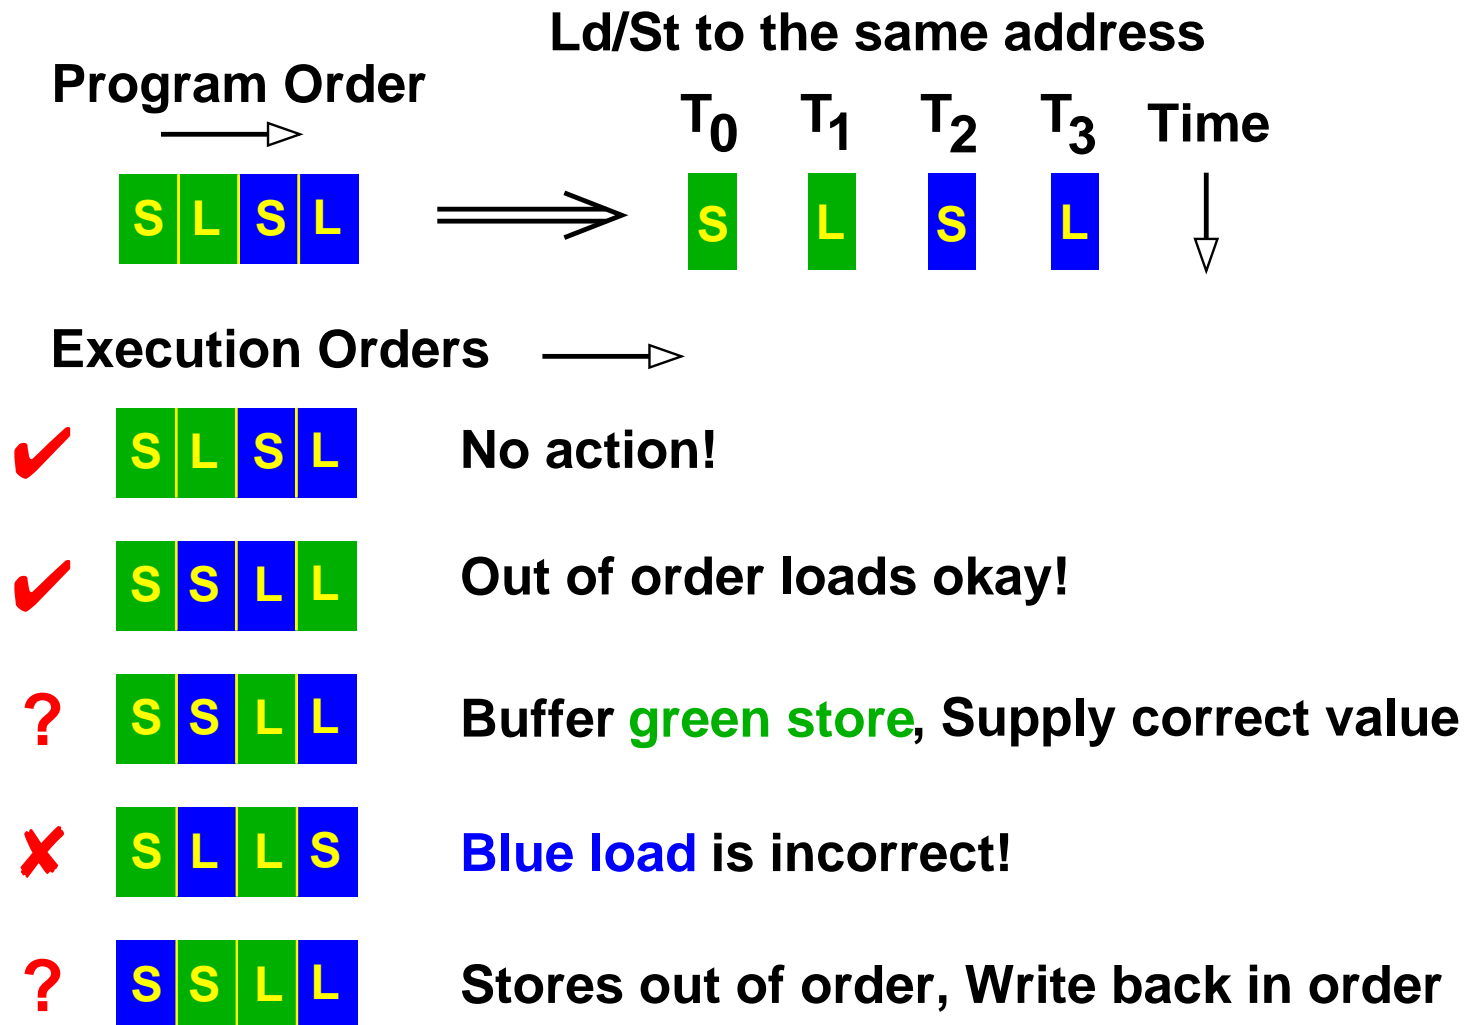 Ld/St to the same address
Program Order
T0 T1 T2 T3 Time
S L S L
S L S L
Execution Orders
S L S L No action!
S S L L Out of order loads okay!
? S S L L Buffer green store, Supply correct value
S L L S Blue load is incorrect!
? S S L L Stores out of order, Write back in order